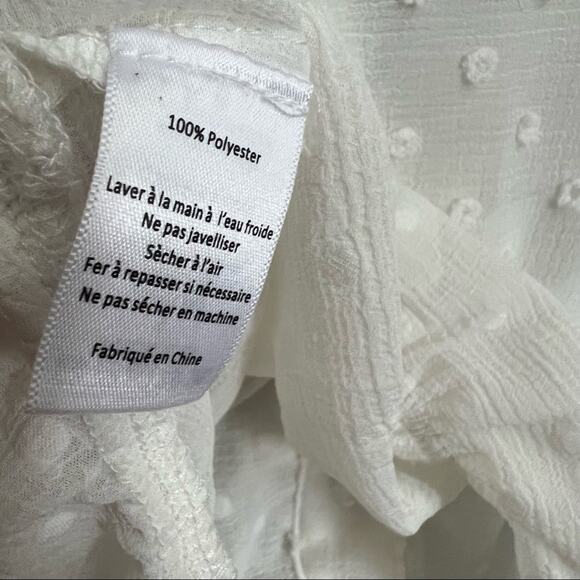 100% Polyester
Laver à la main à l'eau froide
Ne pas javelliser
Sècher à l'air
Fer à repasser si nécessaire
Ne pas sécher en machine
Fabriqué en Chine